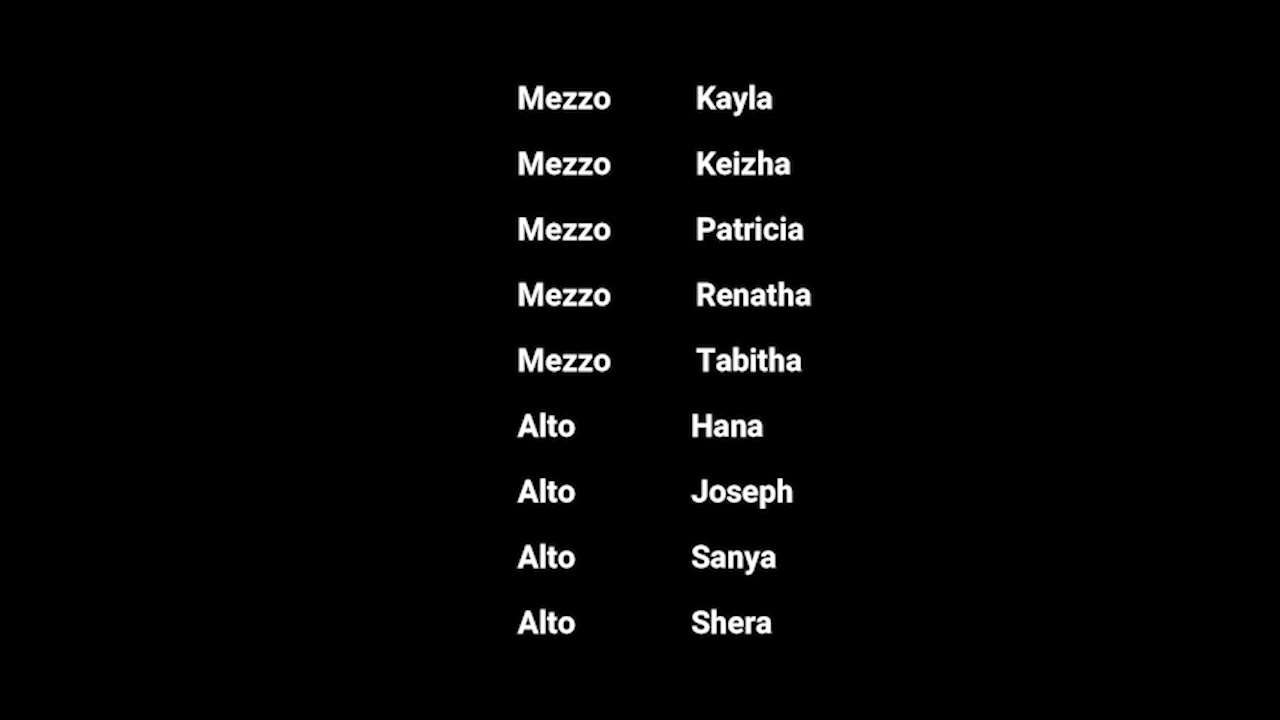 Mezzo Kayla
Mezzo Keizha
Mezzo Patricia
Mezzo Renatha
Mezzo Tabitha
Alto Hana
Alto Joseph
Alto Sanya
Alto Shera